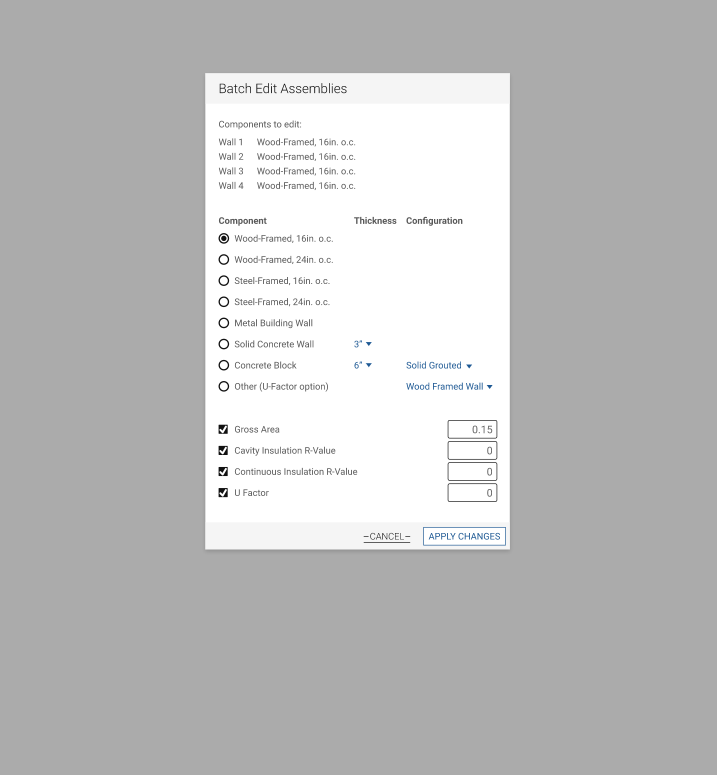 Batch Edit Assemblies
Components to edit:
Wall 1 Wood-Framed, 16in. o.c.
Wall 2 Wood-Framed, 16in. o.c.
Wall 3 Wood-Framed, 16in. o.c.
Wall 4 Wood-Framed, 16in. o.c.
Component Thickness Configuration
Wood-Framed, 16in. o.c.
Wood-Framed, 24in. o.c.
Steel-Framed, 16in. o.c.
Steel-Framed, 24in. o.c.
Metal Building Wall
Solid Concrete Wall 3”
Concrete Block 6” Solid Grouted
Other (U-Factor option) Wood Framed Wall
Gross Area 0.15
Cavity Insulation R-Value 0
Continuous Insulation R-Value 0
U Factor 0
–CANCEL– APPLY CHANGES